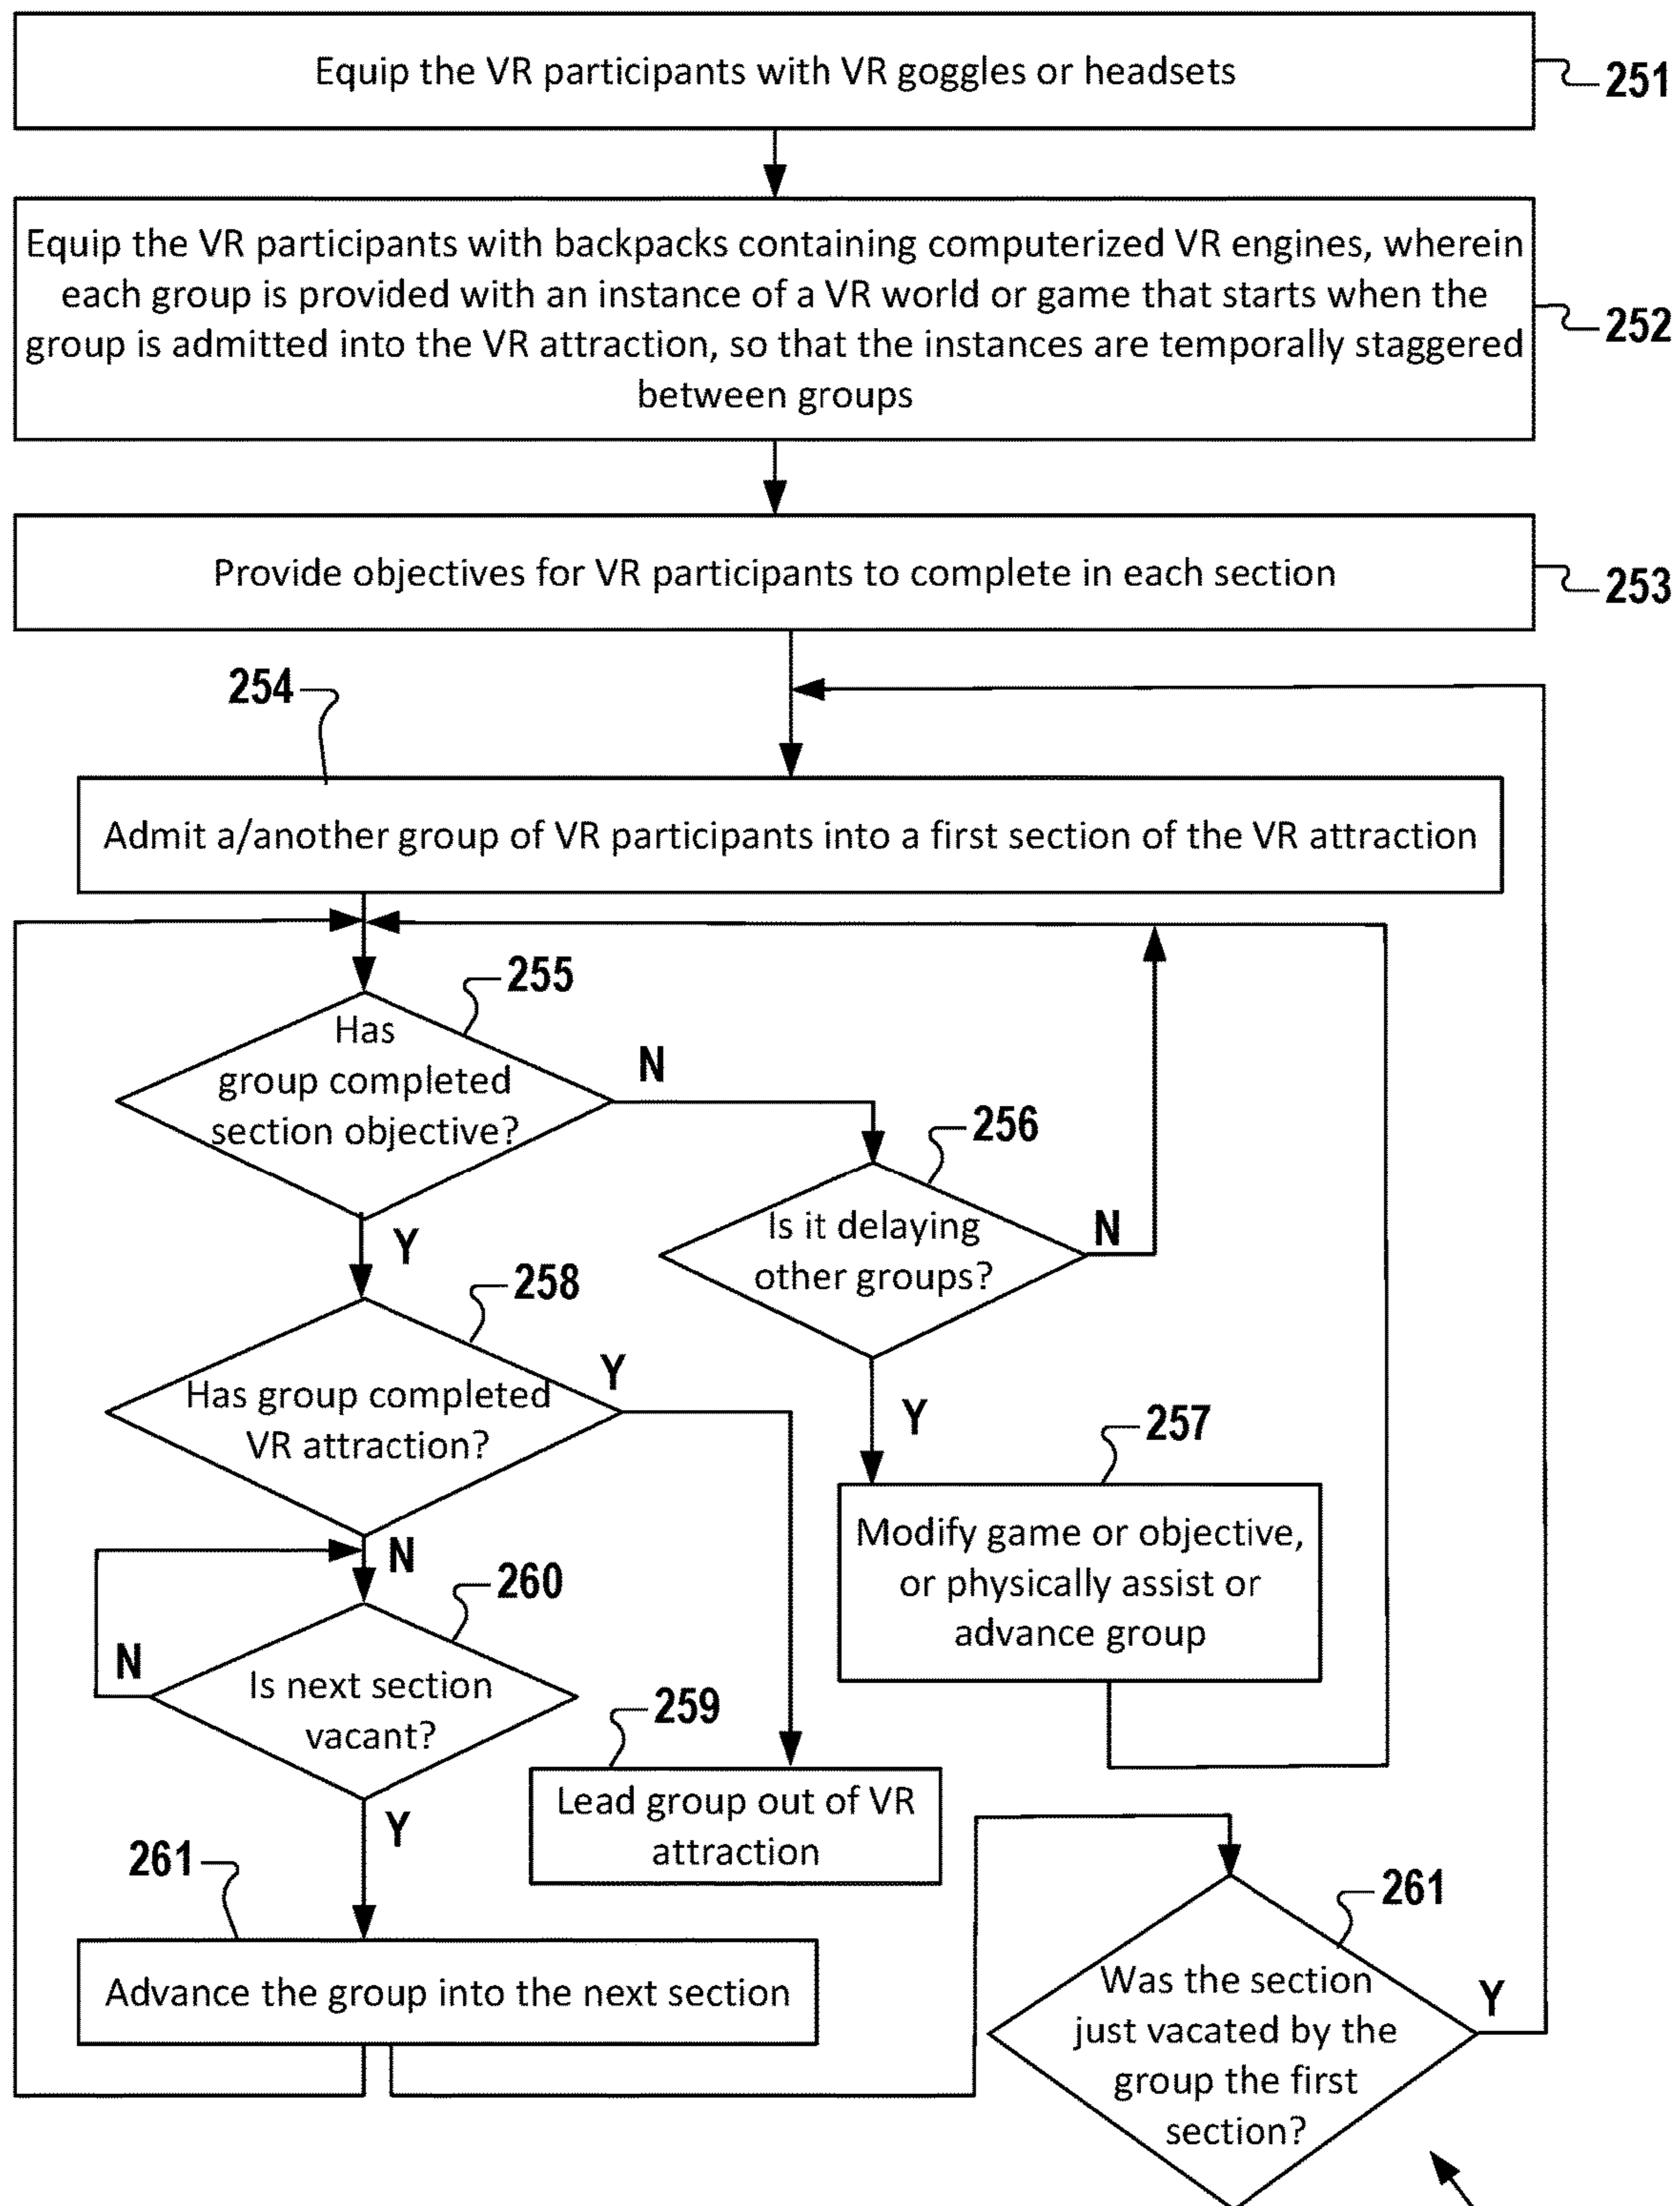 Equip the VR participants with VR goggles or headsets
251
Equip the VR participants with backpacks containing computerized VR engines, wherein
each group is provided with an instance of a VR world or game that starts when the
group is admitted into the VR attraction, so that the instances are temporally staggered
between groups
252
Provide objectives for VR participants to complete in each section
253
254
Admit a/another group of VR participants into a first section of the VR attraction
255
Has
group completed
section objective?
N
Y
256
Is it delaying
other groups?
N
Y
257
Modify game or objective,
or physically assist or
advance group
258
Has group completed
VR attraction?
Y
N
259
Lead group out of VR
attraction
260
Is next section
vacant?
N
Y
261
Advance the group into the next section
261
Was the section
just vacated by the
group the first
section?
Y